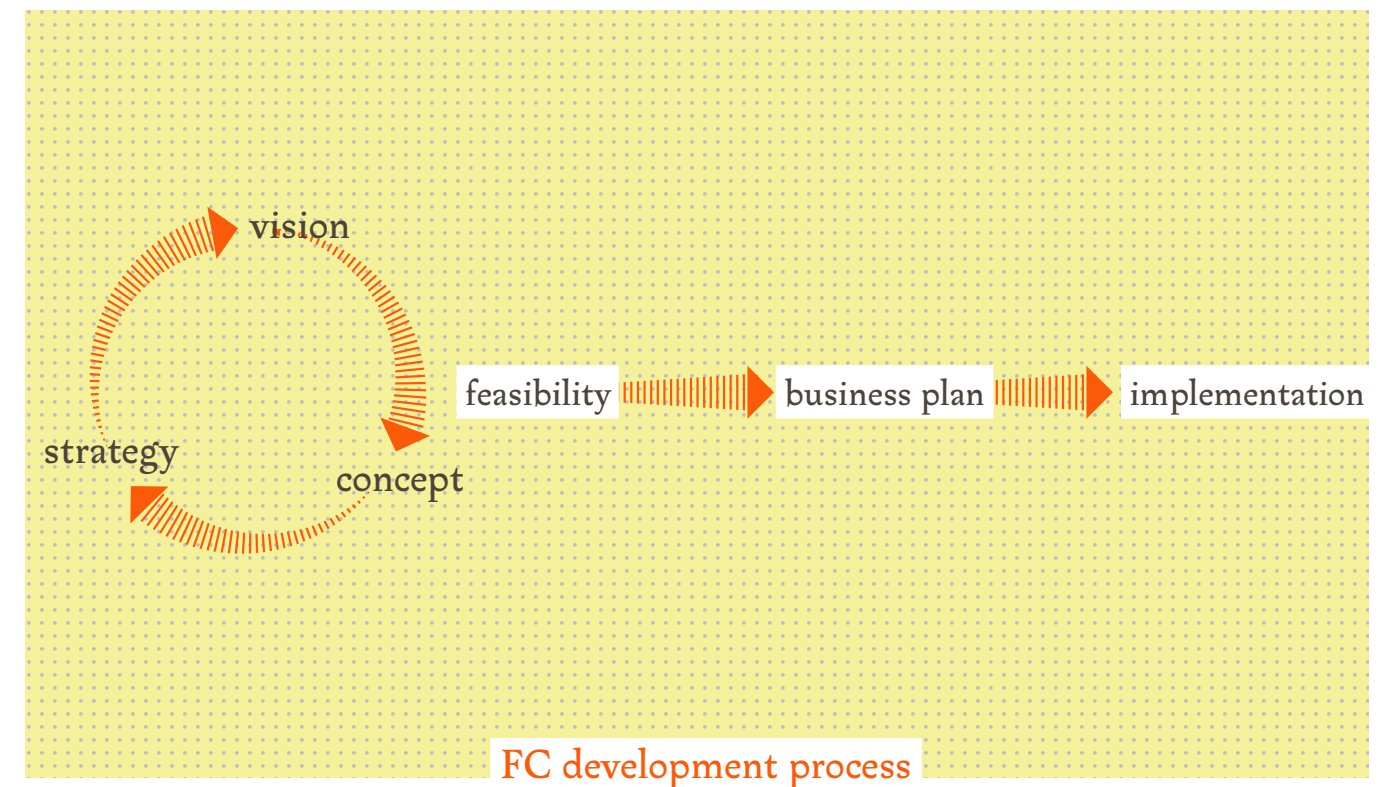 vision
feasibility
business plan
implementation
strategy
concept
FC development process